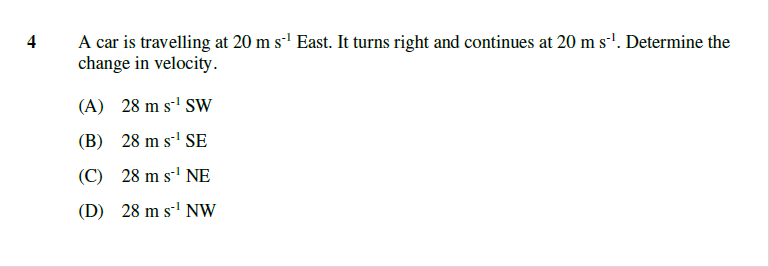 4 A car is travelling at 20 m s⁻¹ East. It turns right and continues at 20 m s⁻¹. Determine the
change in velocity.
(A) 28 m s⁻¹ SW
(B) 28 m s⁻¹ SE
(C) 28 m s⁻¹ NE
(D) 28 m s⁻¹ NW